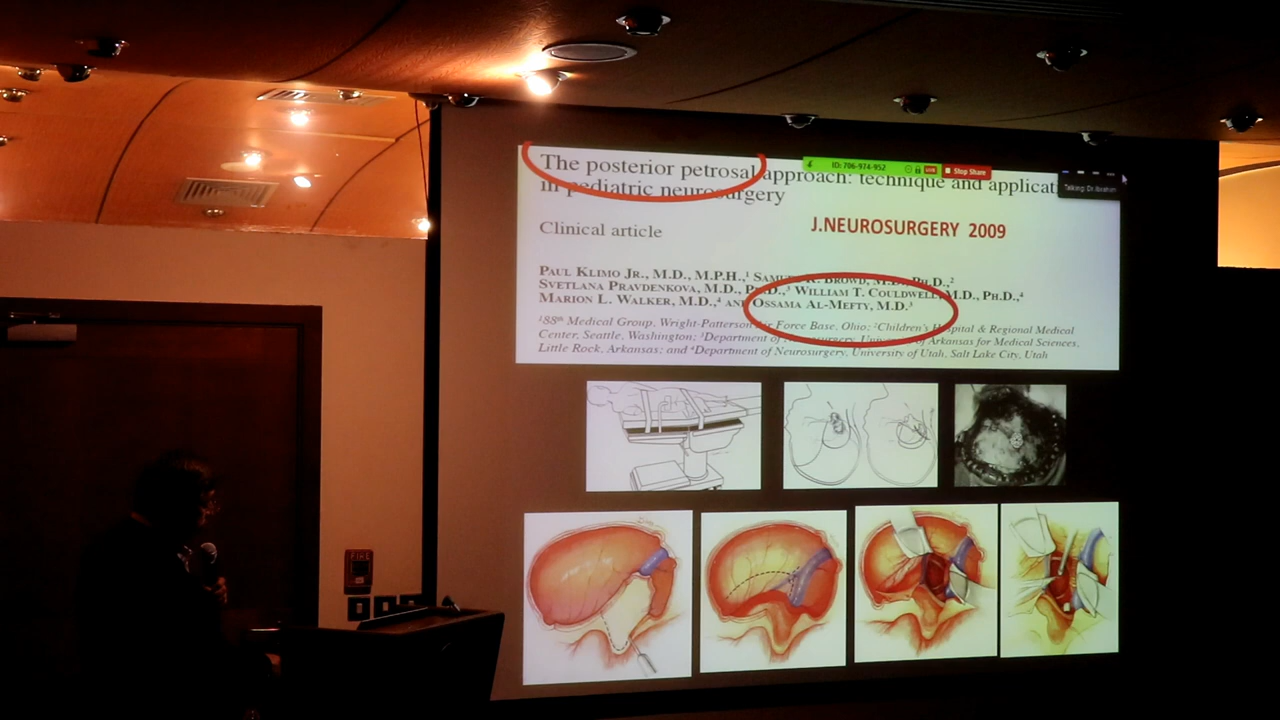 The posterior petrosal approach: technique and applicati
in pediatric neurosurgery
ID: 706-974-952
LIVE
Stop Share
Talking: Dr.Ibrahim
Clinical article
J.NEUROSURGERY 2009
PAUL KLIMO JR., M.D., M.P.H.,¹ SAMUEL R. BROWD, M.D., PH.D.,²
SVETLANA PRAVDENKOVA, M.D., PH.D.,³ WILLIAM T. COULDWELL, M.D., PH.D.,⁴
MARION L. WALKER, M.D.,⁴ AND OSSAMA AL-MEFTY, M.D.³
¹88th Medical Group, Wright-Patterson Air Force Base, Ohio; ²Children's Hospital & Regional Medical
Center, Seattle, Washington; ³Department of Neurosurgery, University of Arkansas for Medical Sciences,
Little Rock, Arkansas; and ⁴Department of Neurosurgery, University of Utah, Salt Lake City, Utah
FIRE